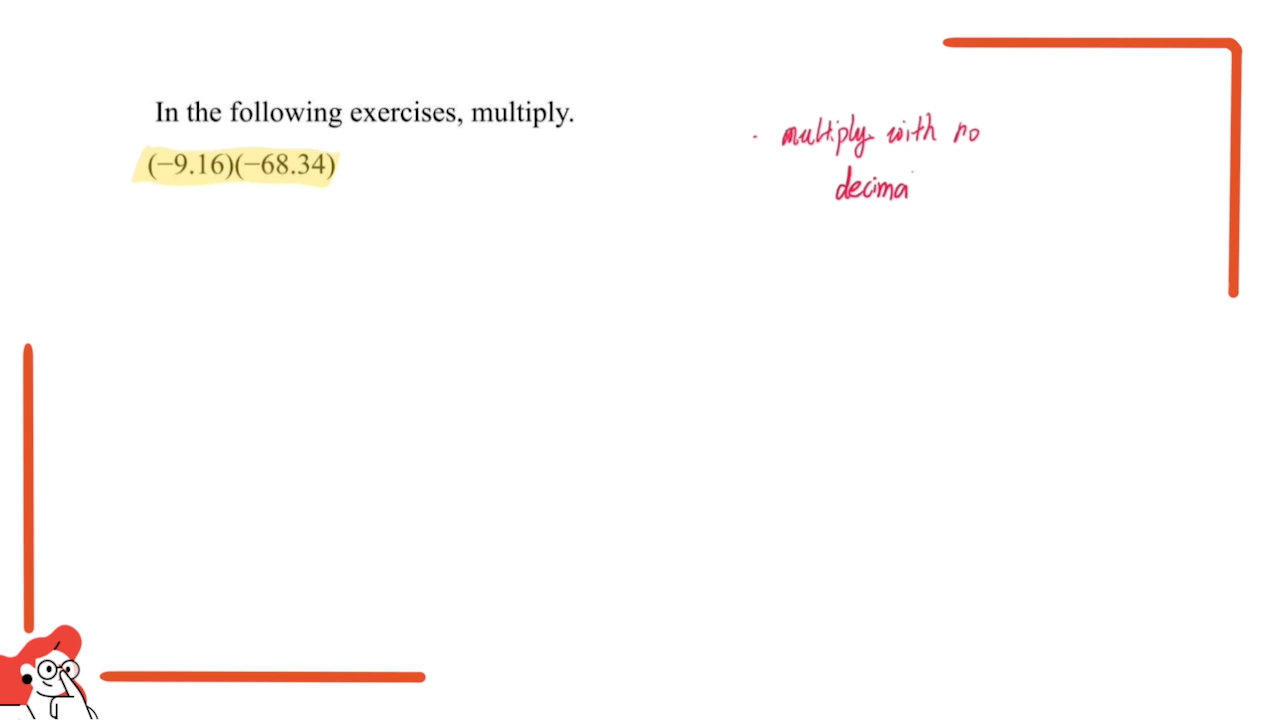 In the following exercises, multiply.
(−9.16)(−68.34)
· multiply with no
decima